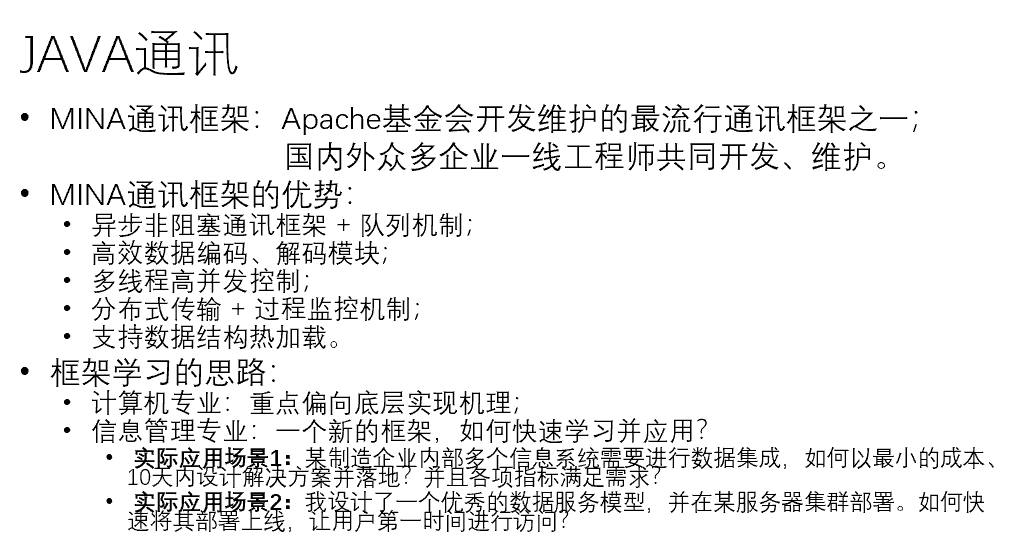 JAVA通讯
• MINA通讯框架：Apache基金会开发维护的最流行通讯框架之一；
国内外众多企业一线工程师共同开发、维护。
• MINA通讯框架的优势：
• 异步非阻塞通讯框架 + 队列机制；
• 高效数据编码、解码模块；
• 多线程高并发控制；
• 分布式传输 + 过程监控机制；
• 支持数据结构热加载。
• 框架学习的思路：
• 计算机专业：重点偏向底层实现机理；
• 信息管理专业：一个新的框架，如何快速学习并应用？
• 实际应用场景1：某制造企业内部多个信息系统需要进行数据集成，如何以最小的成本、
10天内设计解决方案并落地？并且各项指标满足需求？
• 实际应用场景2：我设计了一个优秀的数据服务模型，并在某服务器集群部署。如何快
速将其部署上线，让用户第一时间进行访问？